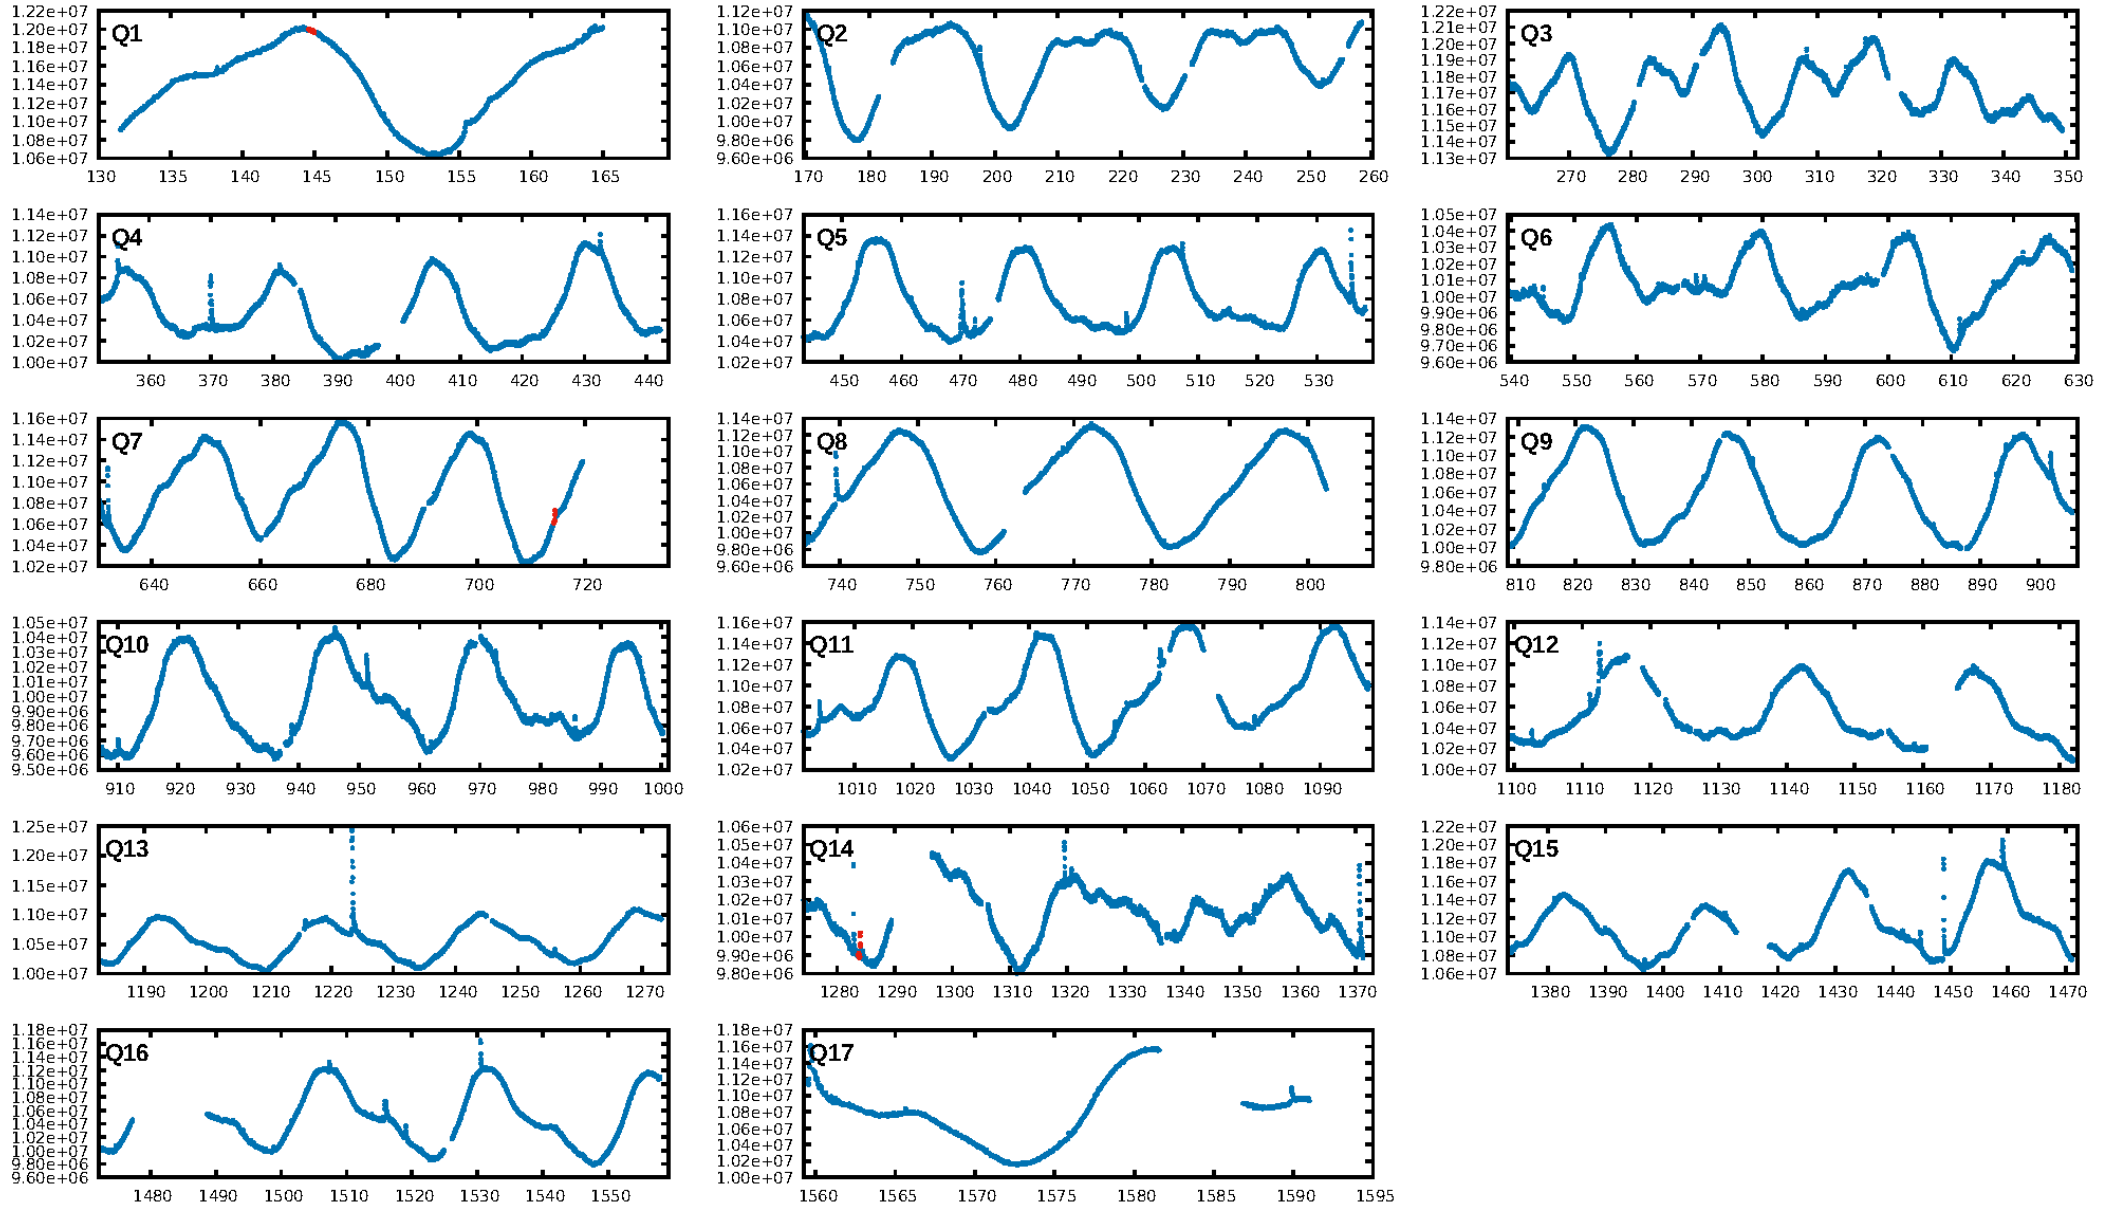 Q1
1.22e+07
1.20e+07
1.18e+07
1.16e+07
1.14e+07
1.12e+07
1.10e+07
1.08e+07
1.06e+07
130 135 140 145 150 155 160 165
Q2
1.12e+07
1.10e+07
1.08e+07
1.06e+07
1.04e+07
1.02e+07
1.00e+07
9.80e+06
9.60e+06
170 180 190 200 210 220 230 240 250 260
Q3
1.22e+07
1.21e+07
1.20e+07
1.19e+07
1.18e+07
1.17e+07
1.16e+07
1.15e+07
1.14e+07
1.13e+07
270 280 290 300 310 320 330 340 350
Q4
1.14e+07
1.12e+07
1.10e+07
1.08e+07
1.06e+07
1.04e+07
1.02e+07
1.00e+07
360 370 380 390 400 410 420 430 440
Q5
1.16e+07
1.14e+07
1.12e+07
1.10e+07
1.08e+07
1.06e+07
1.04e+07
1.02e+07
450 460 470 480 490 500 510 520 530
Q6
1.05e+07
1.04e+07
1.03e+07
1.02e+07
1.01e+07
1.00e+07
9.90e+06
9.80e+06
9.70e+06
9.60e+06
540 550 560 570 580 590 600 610 620 630
Q7
1.16e+07
1.14e+07
1.12e+07
1.10e+07
1.08e+07
1.06e+07
1.04e+07
1.02e+07
640 660 680 700 720
Q8
1.14e+07
1.12e+07
1.10e+07
1.08e+07
1.06e+07
1.04e+07
1.02e+07
1.00e+07
9.80e+06
9.60e+06
740 750 760 770 780 790 800
Q9
1.14e+07
1.12e+07
1.10e+07
1.08e+07
1.06e+07
1.04e+07
1.02e+07
1.00e+07
9.80e+06
810 820 830 840 850 860 870 880 890 900
Q10
1.05e+07
1.04e+07
1.03e+07
1.02e+07
1.01e+07
1.00e+07
9.90e+06
9.80e+06
9.70e+06
9.60e+06
9.50e+06
910 920 930 940 950 960 970 980 990 1000
Q11
1.16e+07
1.14e+07
1.12e+07
1.10e+07
1.08e+07
1.06e+07
1.04e+07
1.02e+07
1010 1020 1030 1040 1050 1060 1070 1080 1090
Q12
1.14e+07
1.12e+07
1.10e+07
1.08e+07
1.06e+07
1.04e+07
1.02e+07
1.00e+07
1100 1110 1120 1130 1140 1150 1160 1170 1180
Q13
1.25e+07
1.20e+07
1.15e+07
1.10e+07
1.05e+07
1.00e+07
1190 1200 1210 1220 1230 1240 1250 1260 1270
Q14
1.06e+07
1.05e+07
1.04e+07
1.03e+07
1.02e+07
1.01e+07
1.00e+07
9.90e+06
9.80e+06
1280 1290 1300 1310 1320 1330 1340 1350 1360 1370
Q15
1.22e+07
1.20e+07
1.18e+07
1.16e+07
1.14e+07
1.12e+07
1.10e+07
1.08e+07
1.06e+07
1380 1390 1400 1410 1420 1430 1440 1450 1460 1470
Q16
1.18e+07
1.16e+07
1.14e+07
1.12e+07
1.10e+07
1.08e+07
1.06e+07
1.04e+07
1.02e+07
1.00e+07
9.80e+06
9.60e+06
1480 1490 1500 1510 1520 1530 1540 1550
Q17
1.18e+07
1.16e+07
1.14e+07
1.12e+07
1.10e+07
1.08e+07
1.06e+07
1.04e+07
1.02e+07
1.00e+07
1560 1565 1570 1575 1580 1585 1590 1595